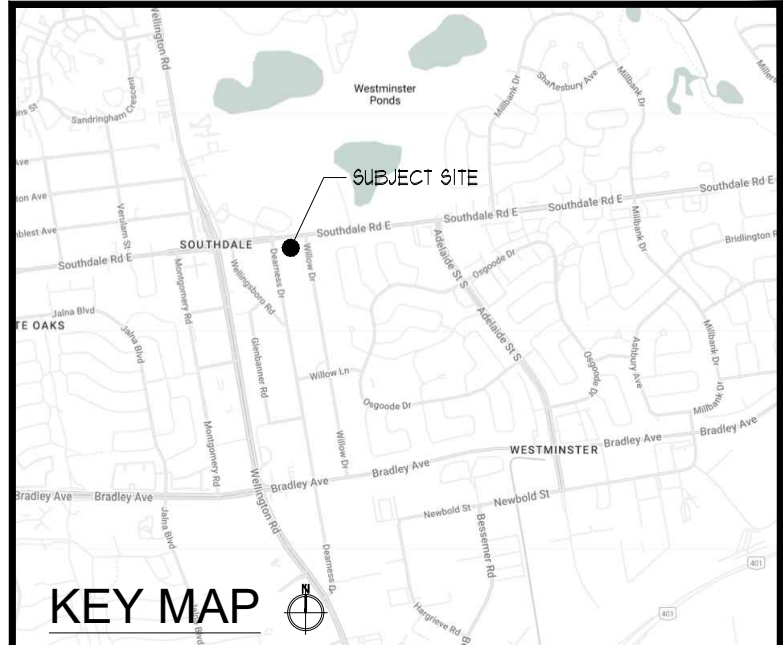 Wellington Rd
Westminster
Ponds
Millbank Dr
Shaftesbury Ave
Millbank Dr
Sandringham Crescent
SUBJECT SITE
Southdale Rd E
Southdale Rd E
Southdale Rd E
Southdale Rd E
Southdale Rd E
Verulam St
SOUTHDALE
Dearness Dr
Willow Dr
Millbank Dr
Adelaide St S
Osgoode Dr
Montgomery Rd
Wellingsboro Rd
Jalna Blvd
Jalna Blvd
Glenbanner Rd
Adelaide St S
Millbank Dr
Ashbury Ave
Osgoode Dr
Willow Ln
Osgoode Dr
Millbank Dr
Montgomery Rd
Willow Dr
WESTMINSTER
Bradley Ave
Bradley Ave
Bradley Ave
Bradley Ave
Bradley Ave
Bradley Ave
Wellington Rd
Newbold St
Newbold St
Jalna Blvd
Bessemer Rd
Dearness D
401
401
Hargrieve Rd
KEY MAP
N